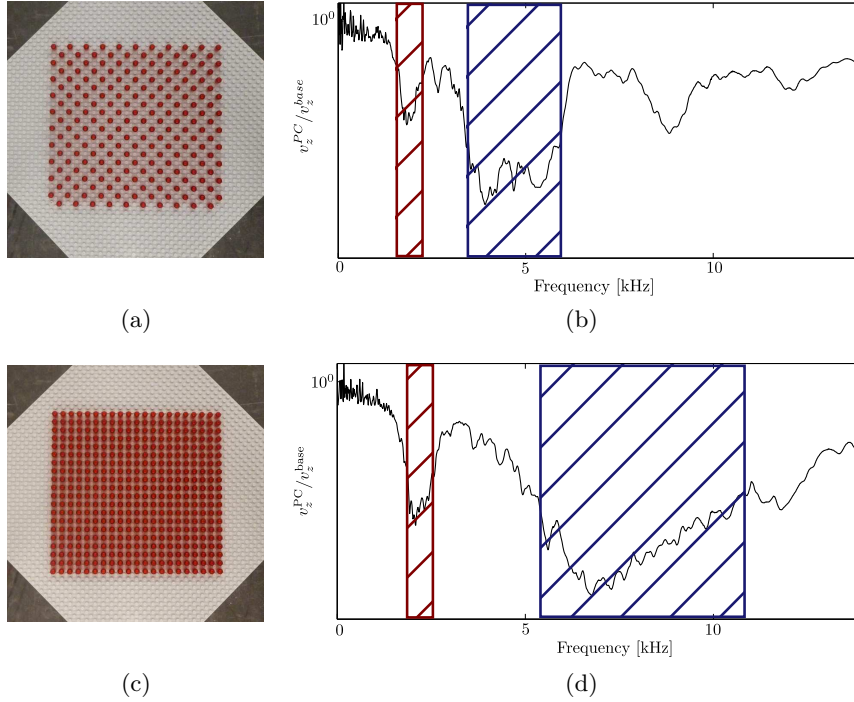 10^0
v_z^{PC}/v_z^{base}
0 5 10
Frequency [kHz]
(a) (b)
10^0
v_z^{PC}/v_z^{base}
0 5 10
Frequency [kHz]
(c) (d)